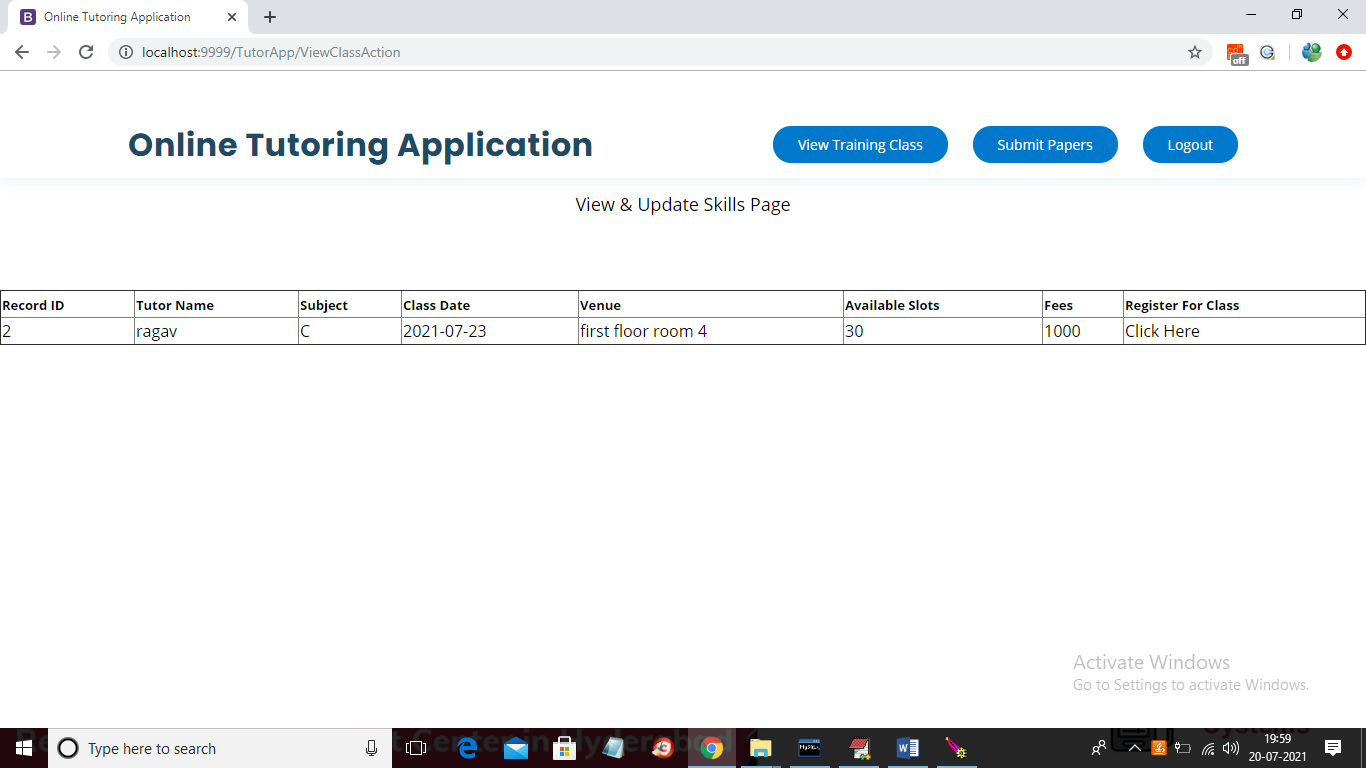 Online Tutoring Application
localhost:9999/TutorApp/ViewClassAction
off
Online Tutoring Application
View Training Class
Submit Papers
Logout
View & Update Skills Page
Record ID Tutor Name Subject Class Date Venue Available Slots Fees Register For Class
2 ragav C 2021-07-23 first floor room 4 30 1000 Click Here
Activate Windows
Go to Settings to activate Windows.
Type here to search
19:59
20-07-2021